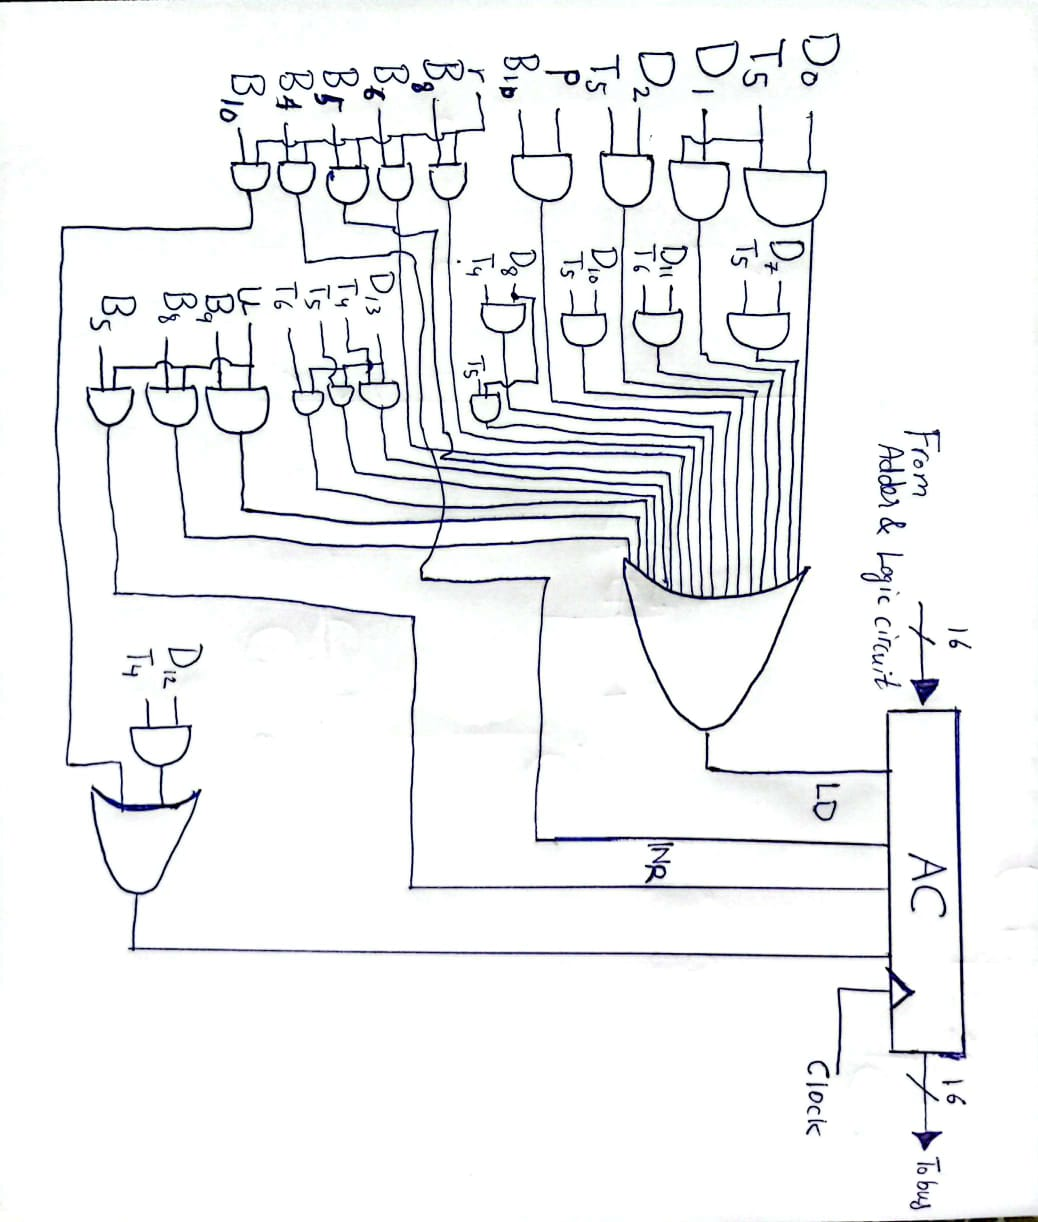 D0
T5
D1
D2
T5
P
B10
r
B8
B6
B5
B4
B10
D7
T5
D11
T6
D10
T5
D8
T4
T5
D13
T4
T5
T6
U
B9
B8
B5
D12
T4
From
Adder & Logic circuit
16
LD
INR
AC
Clock
16
To bus